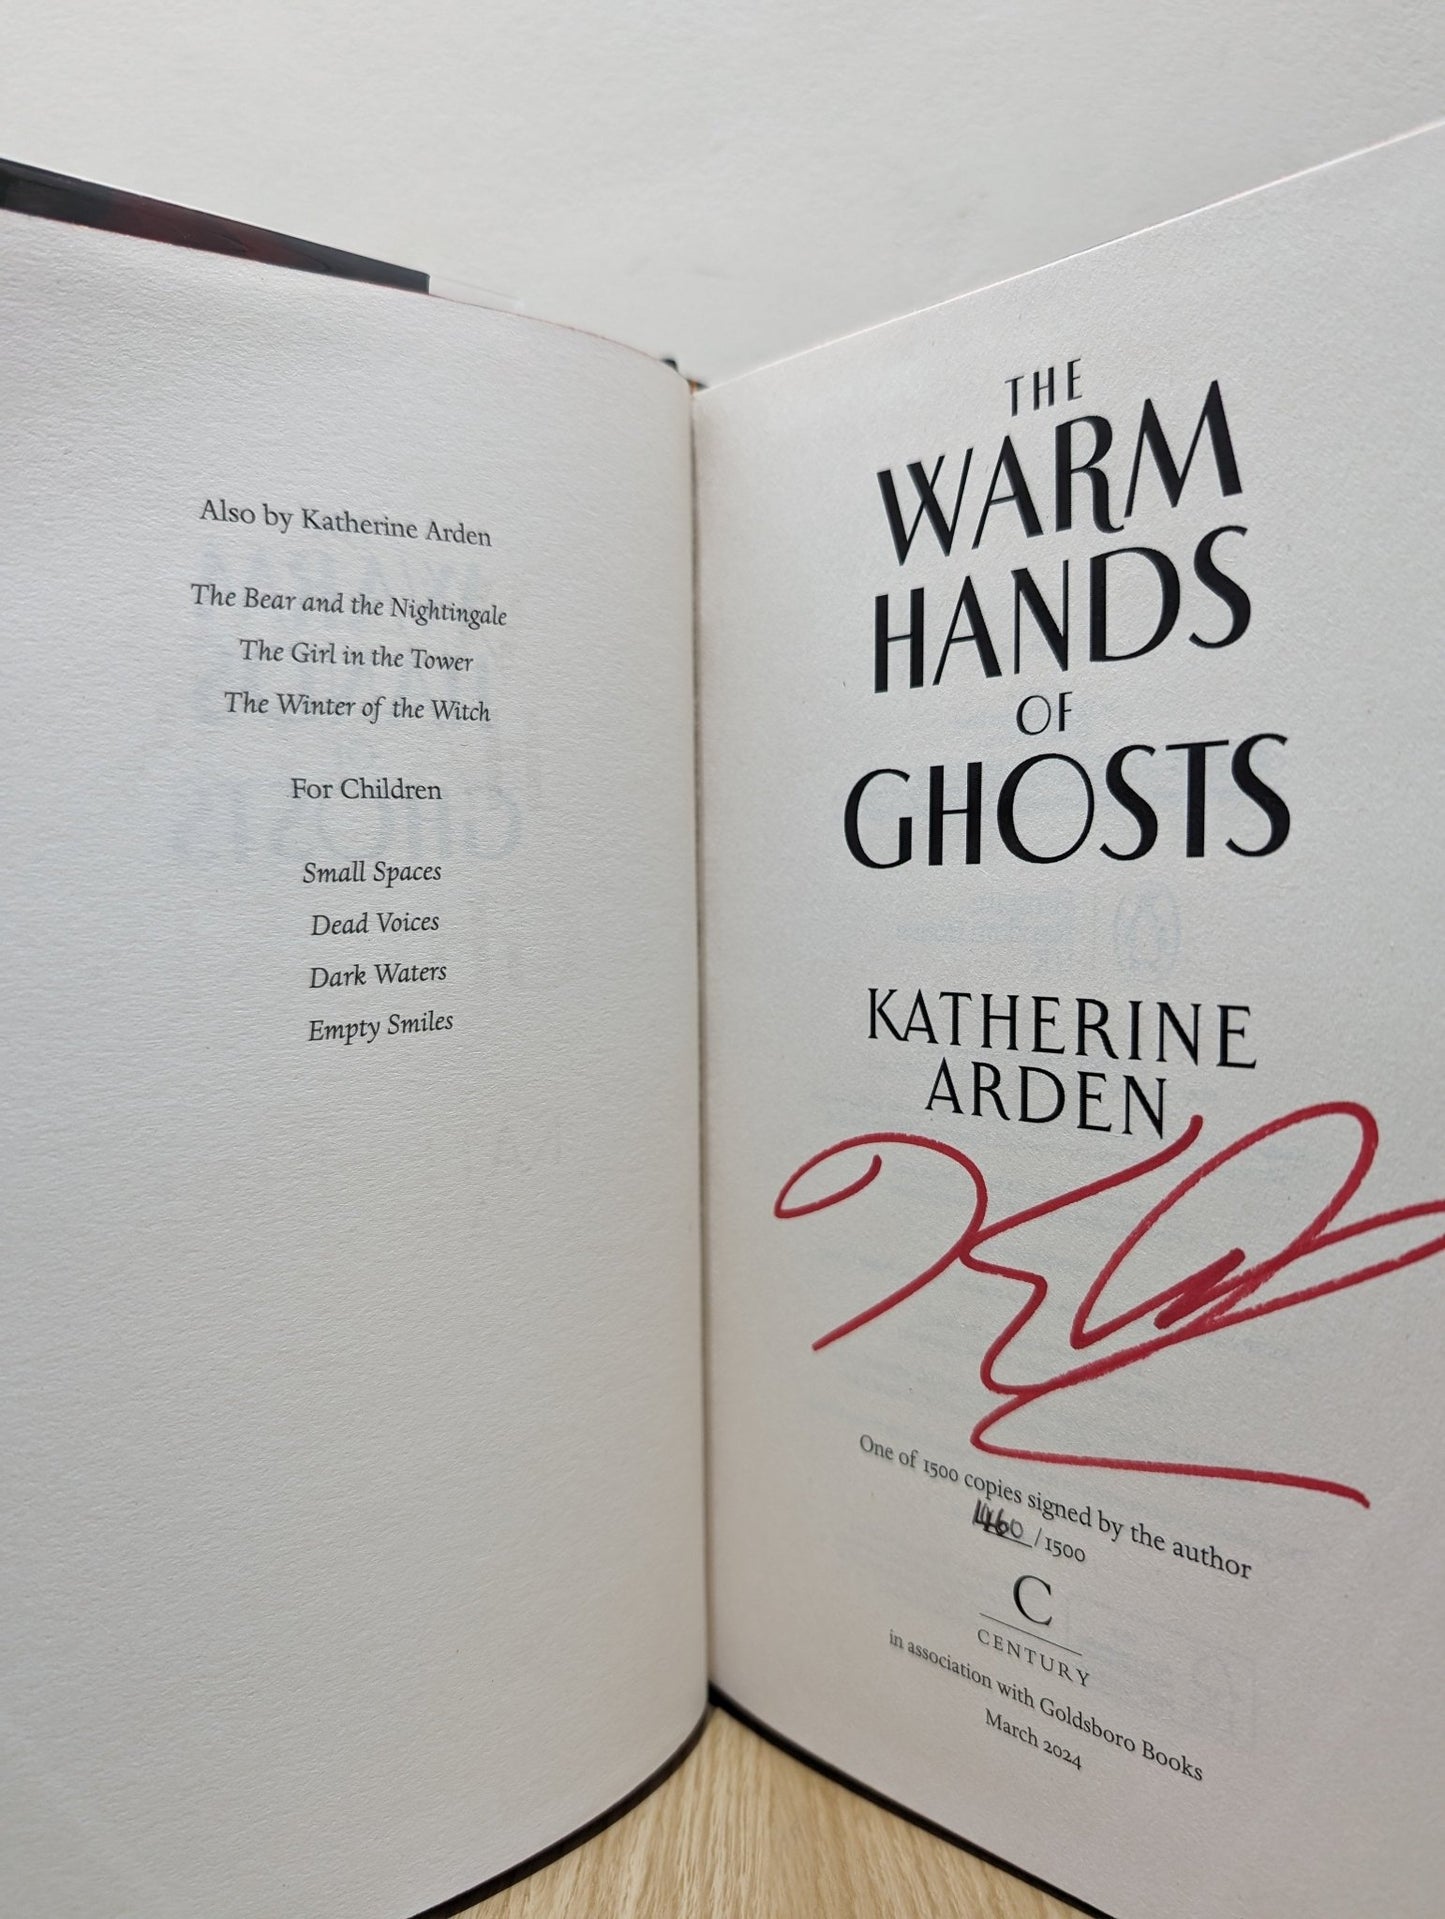 Also by Katherine Arden
The Bear and the Nightingale
The Girl in the Tower
The Winter of the Witch
For Children
Small Spaces
Dead Voices
Dark Waters
Empty Smiles
THE
WARM
HANDS
OF
GHOSTS
KATHERINE
ARDEN
One of 1500 copies signed by the author
1460/1500
C
CENTURY
in association with Goldsboro Books
March 2024